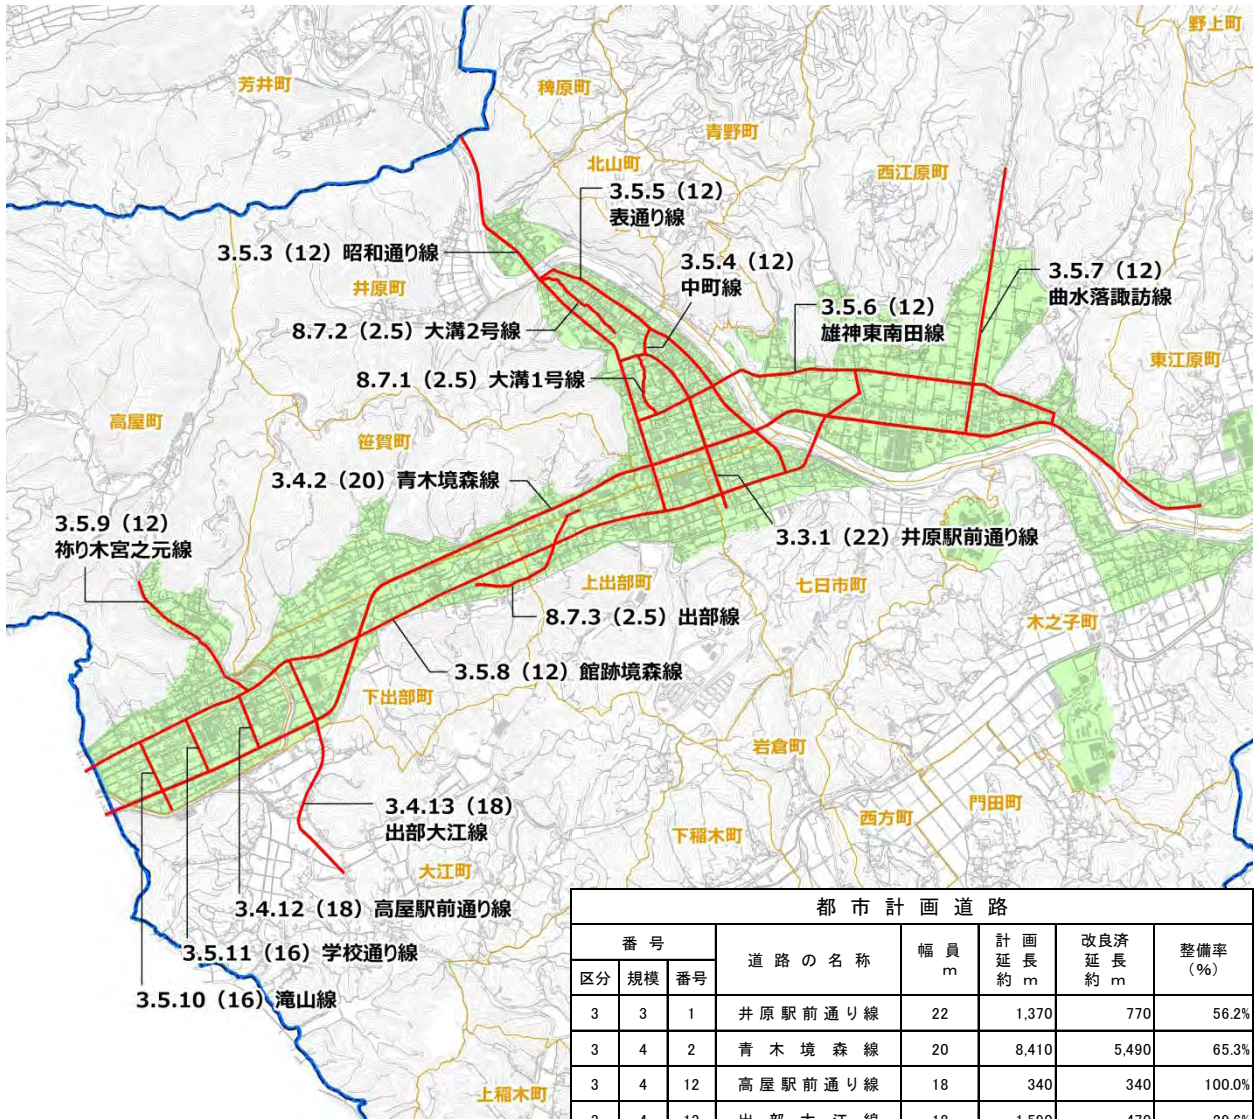 野上町
芳井町
稗原町
青野町
北山町
西江原町
3.5.5（12）
表通り線
3.5.3（12）昭和通り線
3.5.4（12）
中町線
3.5.7（12）
曲水落諏訪線
井原町
3.5.6（12）
雄神東南田線
8.7.2（2.5）大溝2号線
東江原町
8.7.1（2.5）大溝1号線
高屋町
笹賀町
3.4.2（20）青木境森線
3.5.9（12）
祢り木宮之元線
3.3.1（22）井原駅前通り線
上出部町
七日市町
8.7.3（2.5）出部線
木之子町
3.5.8（12）館跡境森線
下出部町
岩倉町
3.4.13（18）
出部大江線
門田町
西方町
下稲木町
大江町
3.4.12（18）高屋駅前通り線
3.5.11（16）学校通り線
3.5.10（16）滝山線
上稲木町
都市計画道路
番号 道路の名称 幅員 m 計画延長 約 m 改良済延長 約 m 整備率（%）
区分 規模 番号
3 3 1 井原駅前通り線 22 1,370 770 56.2%
3 4 2 青木境森線 20 8,410 5,490 65.3%
3 4 12 高屋駅前通り線 18 340 340 100.0%